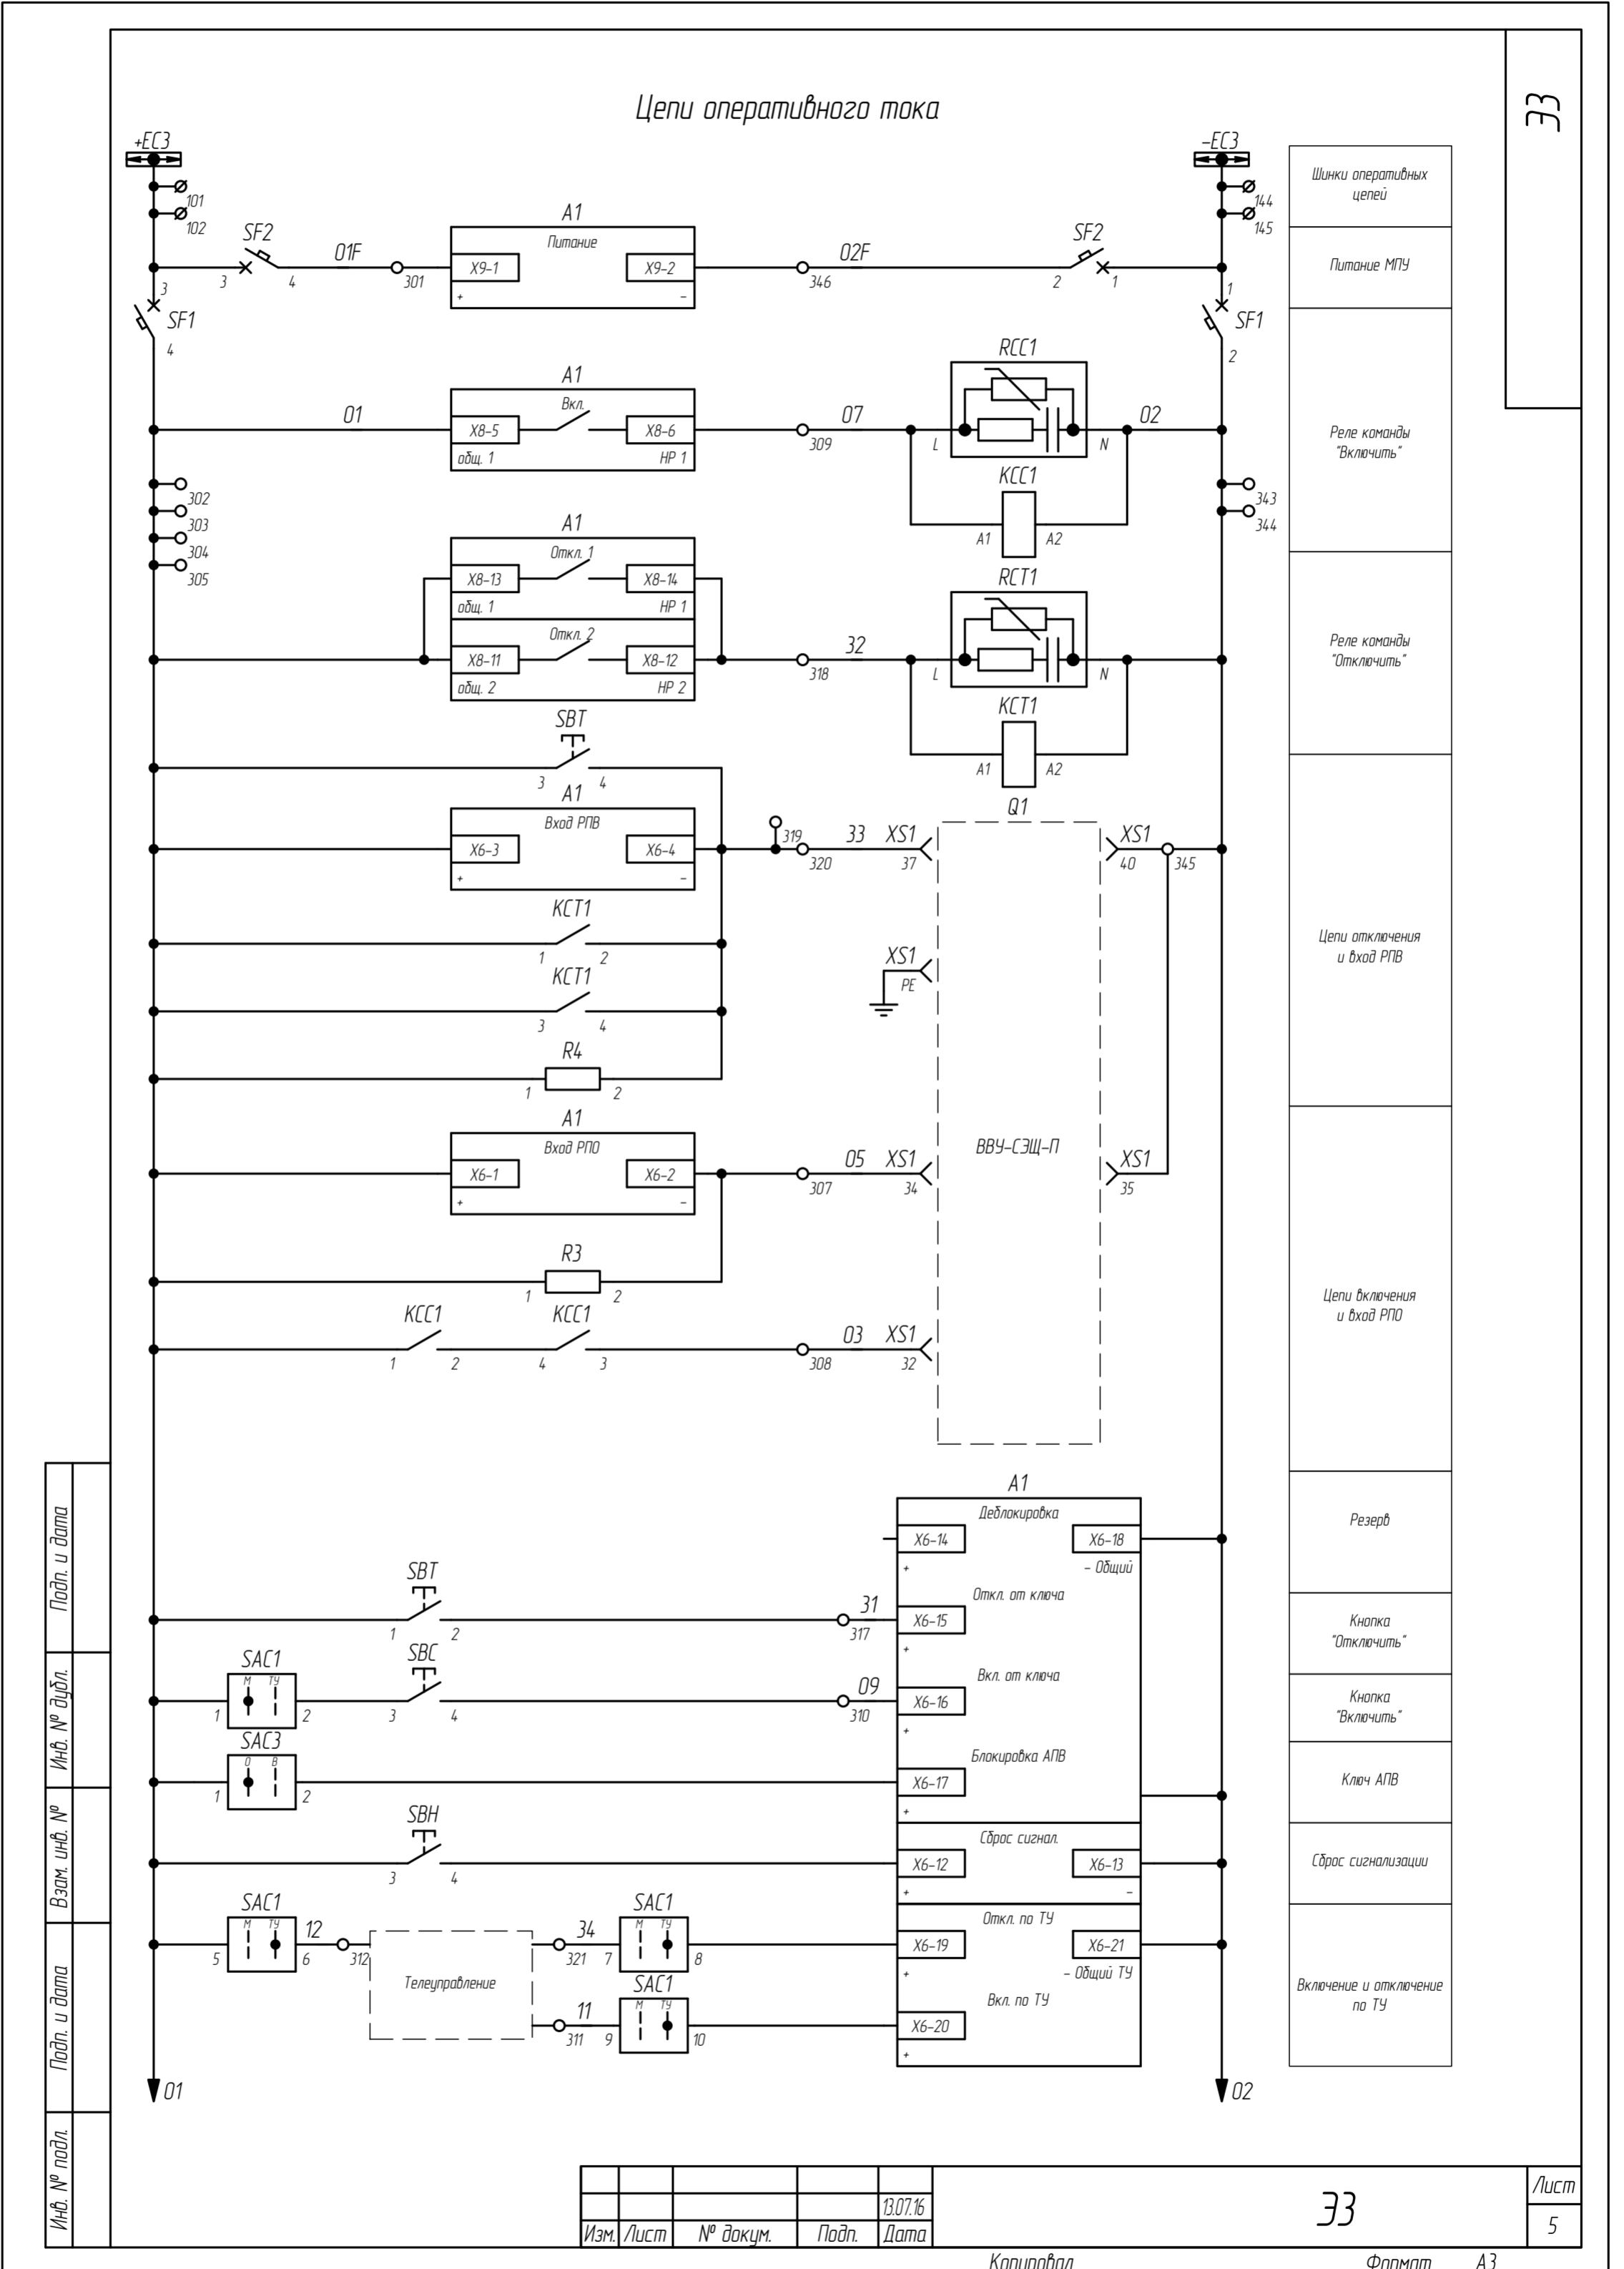 Цепи оперативного тока
ЭЗ
+EC3
-EC3
Шинки оперативных
цепей
101
102
144
145
SF2
01F
A1
Питание
X9-1
X9-2
+
-
02F
SF2
Питание МПУ
3
4
301
346
2
1
3
SF1
4
1
SF1
2
RCC1
A1
Вкл.
01
X8-5
X8-6
07
02
общ. 1
НР 1
309
L
N
Реле команды
"Включить"
KCC1
A1
A2
302
303
304
305
343
344
A1
Откл. 1
X8-13
X8-14
общ. 1
НР 1
Откл. 2
X8-11
X8-12
общ. 2
НР 2
32
318
RCT1
L
N
Реле команды
"Отключить"
KCT1
A1
A2
SBT
3
4
A1
Вход РПВ
X6-3
X6-4
+
-
319
320
33
XS1
37
Q1
XS1
40
345
KCT1
1
2
XS1
PE
Цепи отключения
и вход РПВ
KCT1
3
4
R4
1
2
A1
Вход РПО
X6-1
X6-2
+
-
05
XS1
307
34
ВВУ-СЭЩ-П
XS1
35
R3
1
2
Цепи включения
и вход РПО
KCC1
KCC1
03
XS1
1
2
4
3
308
32
A1
Деблокировка
X6-14
X6-18
+
- Общий
Резерв
SBT
1
2
31
317
Откл. от ключа
X6-15
+
Кнопка
"Отключить"
SAC1
М
ТУ
1
2
SBC
3
4
09
310
Вкл. от ключа
X6-16
+
Кнопка
"Включить"
SAC3
О
В
1
2
Блокировка АПВ
X6-17
+
Ключ АПВ
SBH
3
4
Сброс сигнал.
X6-12
X6-13
+
-
Сброс сигнализации
SAC1
М
ТУ
5
6
12
312
Телеуправление
34
321
SAC1
М
ТУ
7
8
Откл. по ТУ
X6-19
X6-21
+
- Общий ТУ
11
311
SAC1
М
ТУ
9
10
Вкл. по ТУ
X6-20
+
Включение и отключение
по ТУ
01
02
Подп. и дата
Инв. № дубл.
Взам. инв. №
Подп. и дата
Инв. № подл.
13.07.16
Изм.
Лист
№ докум.
Подп.
Дата
ЭЗ
Лист
5
Копировал
Формат
А3